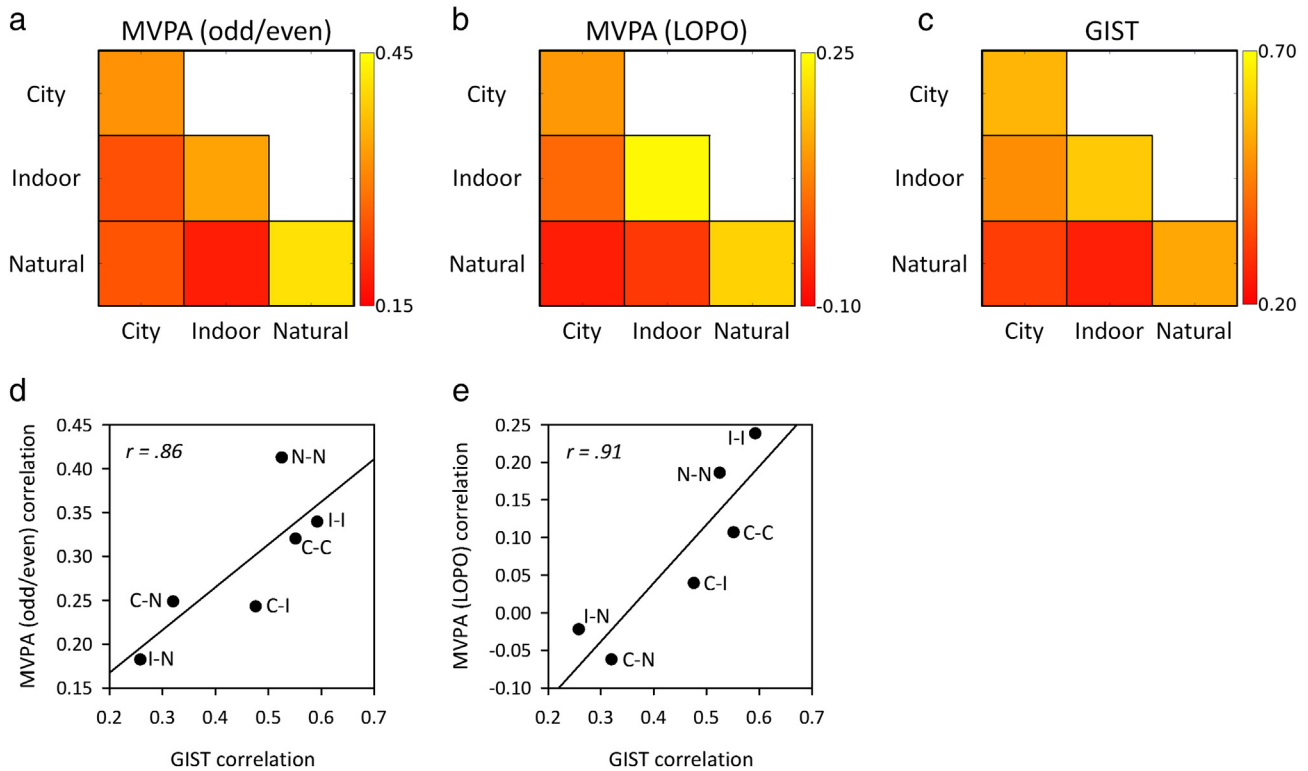 a
MVPA (odd/even)
City
Indoor
Natural
City Indoor Natural
0.45
0.15
b
MVPA (LOPO)
City
Indoor
Natural
City Indoor Natural
0.25
-0.10
c
GIST
City
Indoor
Natural
City Indoor Natural
0.70
0.20
d
MVPA (odd/even) correlation
0.45
0.40
0.35
0.30
0.25
0.20
0.15
r = .86
N-N
I-I
C-C
C-N
C-I
I-N
0.2 0.3 0.4 0.5 0.6 0.7
GIST correlation
e
MVPA (LOPO) correlation
0.25
0.20
0.15
0.10
0.05
0.00
-0.05
-0.10
r = .91
I-I
N-N
C-C
C-I
I-N
C-N
0.2 0.3 0.4 0.5 0.6 0.7
GIST correlation